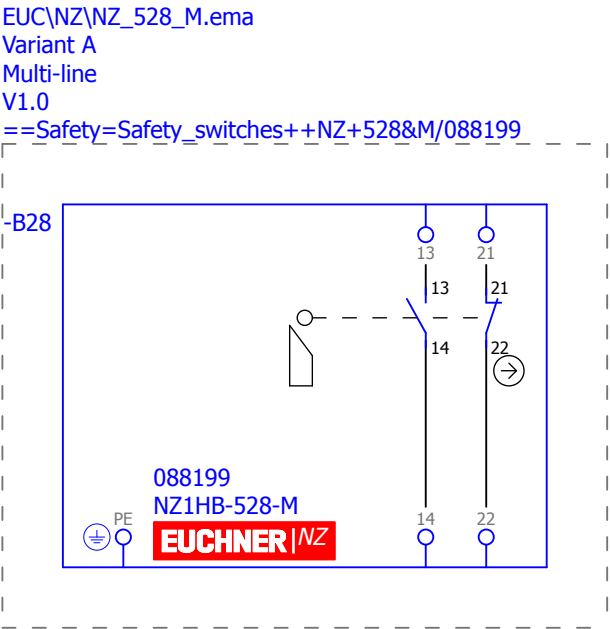 EUC\NZ\NZ_528_M.ema
Variant A
Multi-line
V1.0
==Safety=Safety_switches++NZ+528&M/088199
-B28
13 21
13 21
14 22
088199
NZ1HB-528-M
PE 14 22
EUCHNER NZ